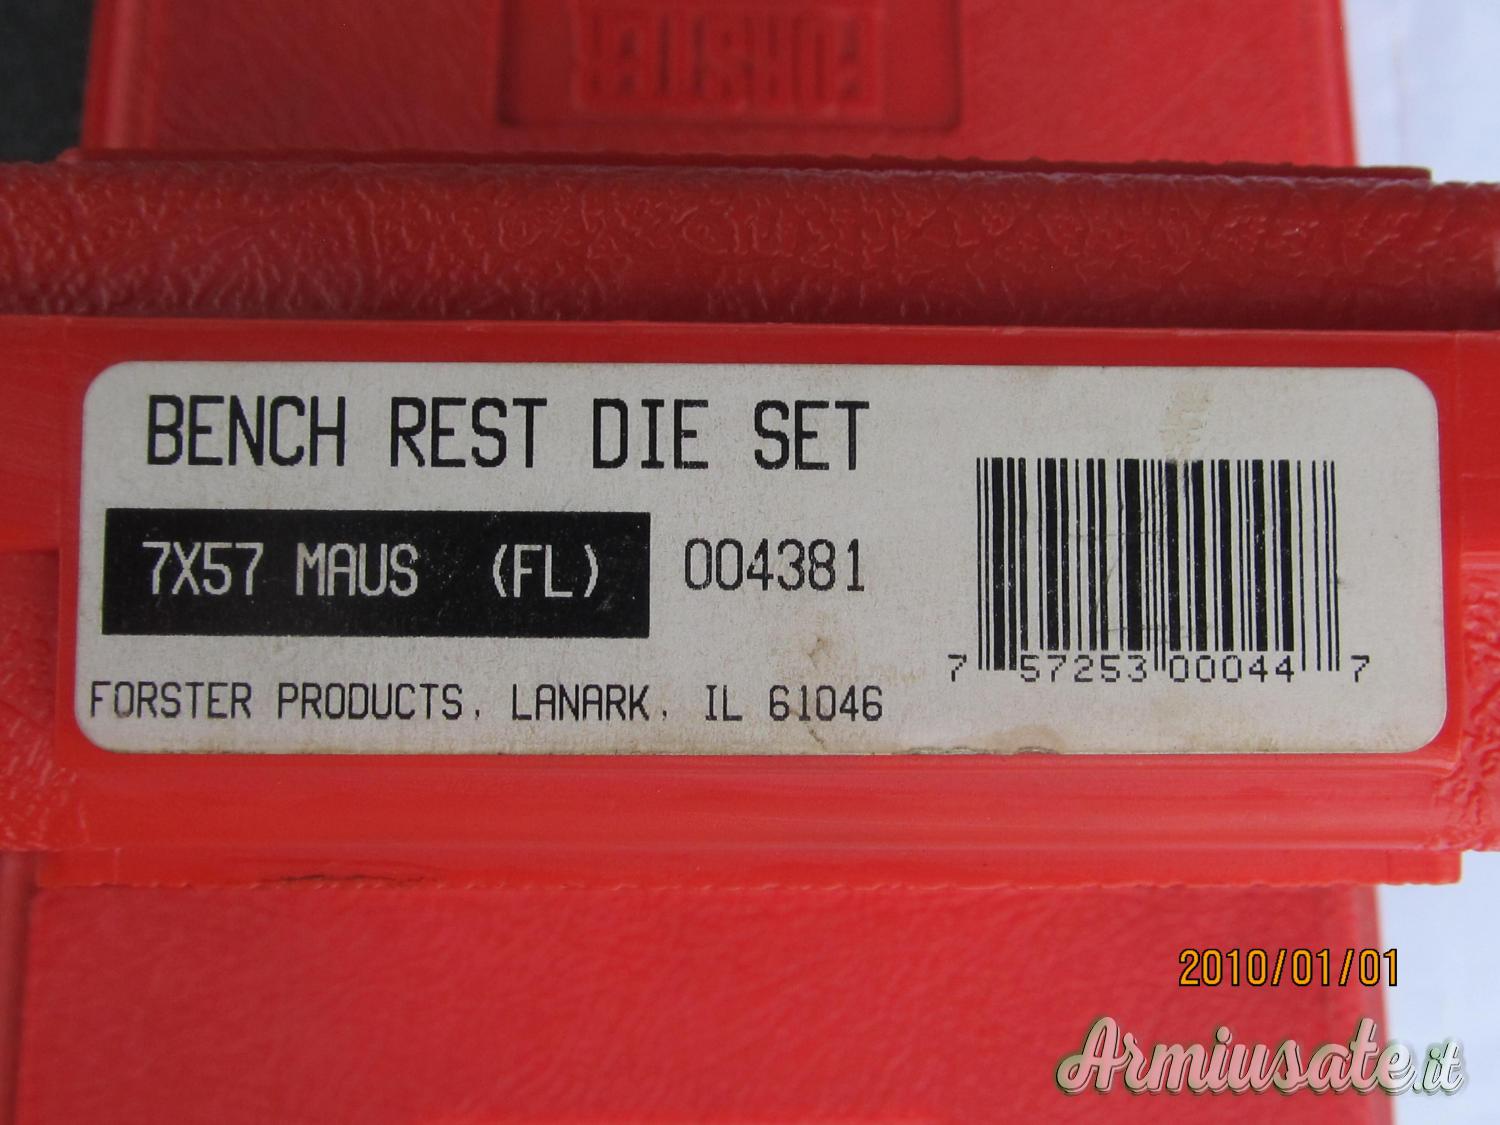 FORSTER
BENCH REST DIE SET
7X57 MAUS (FL) 004381
7 57253 00044 7
FORSTER PRODUCTS, LANARK, IL 61046
2010/01/01
Armiusate.it